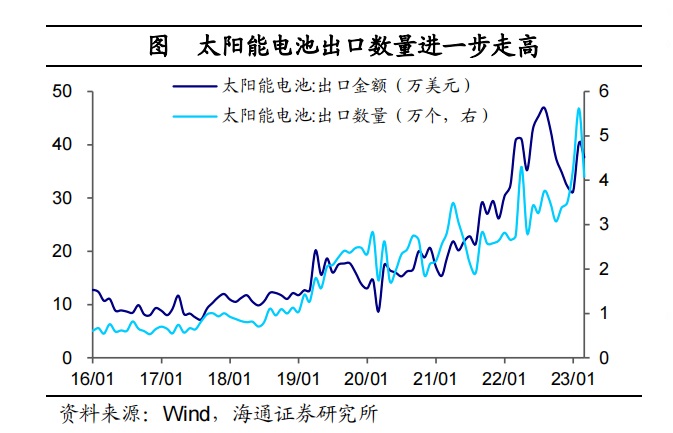 图 太阳能电池出口数量进一步走高
太阳能电池:出口金额（万美元）
太阳能电池:出口数量（万个，右）
50 6
40 5
30 4
20 3
10 2
0 1
0
16/01 17/01 18/01 19/01 20/01 21/01 22/01 23/01
资料来源：Wind，海通证券研究所